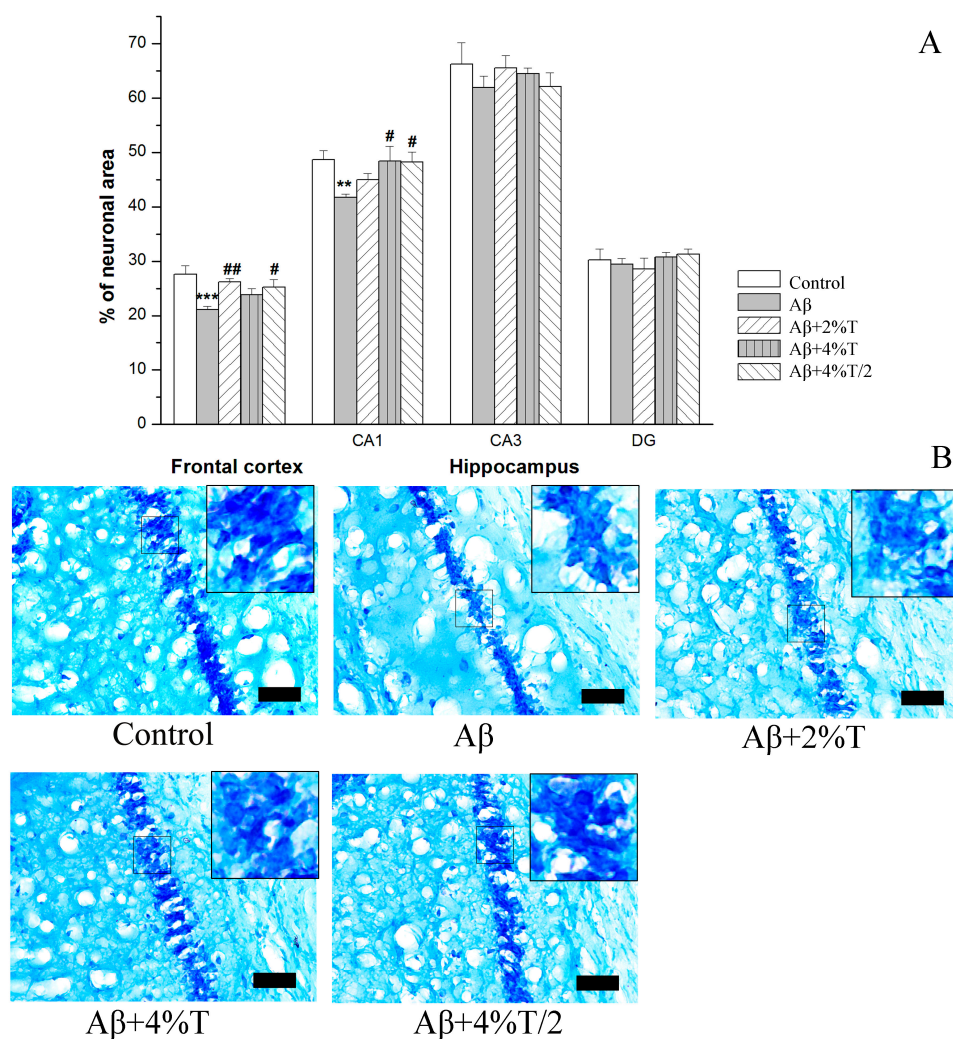 A
70
60
50
40
30
20
10
0
% of neuronal area
***
##
#
**
#
#
CA1
CA3
DG
Frontal cortex
Hippocampus
Control
Aβ
Aβ+2%T
Aβ+4%T
Aβ+4%T/2
B
Control
Aβ
Aβ+2%T
Aβ+4%T
Aβ+4%T/2